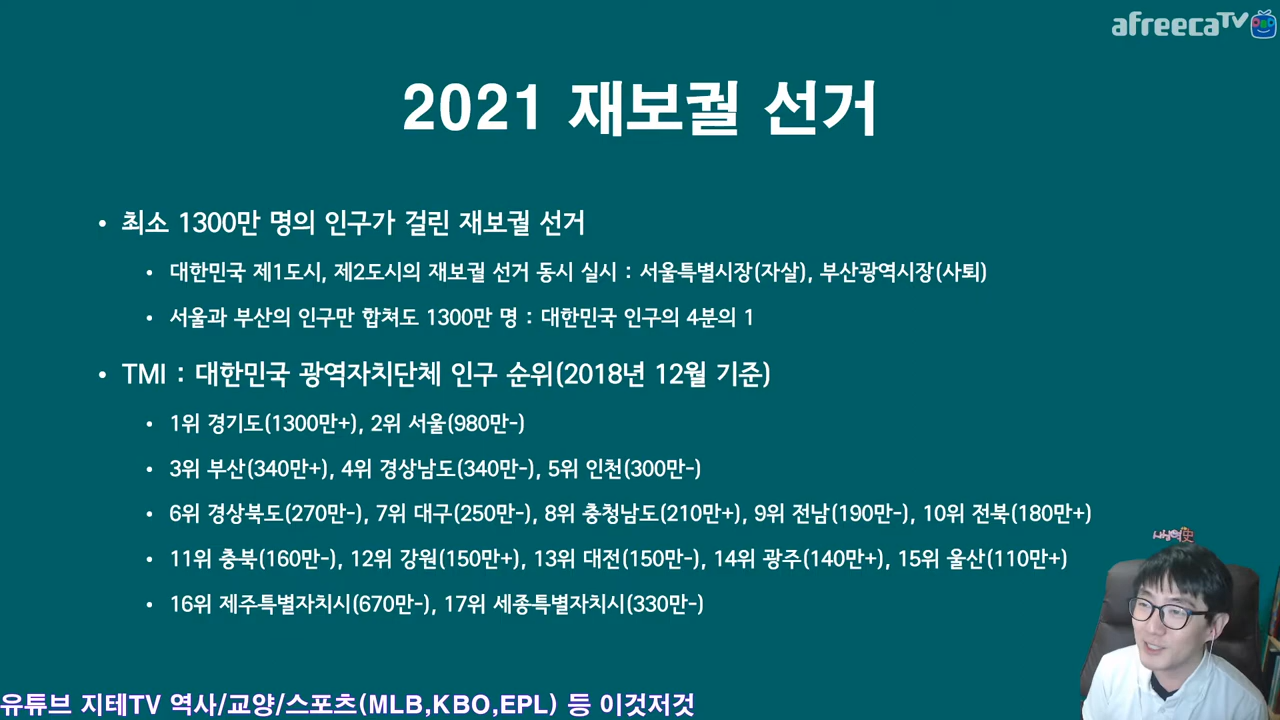 afreecaTV
2021 재보궐 선거
• 최소 1300만 명의 인구가 걸린 재보궐 선거
• 대한민국 제1도시, 제2도시의 재보궐 선거 동시 실시 : 서울특별시장(자살), 부산광역시장(사퇴)
• 서울과 부산의 인구만 합쳐도 1300만 명 : 대한민국 인구의 4분의 1
• TMI : 대한민국 광역자치단체 인구 순위(2018년 12월 기준)
• 1위 경기도(1300만+), 2위 서울(980만-)
• 3위 부산(340만+), 4위 경상남도(340만-), 5위 인천(300만-)
• 6위 경상북도(270만-), 7위 대구(250만-), 8위 충청남도(210만+), 9위 전남(190만-), 10위 전북(180만+)
• 11위 충북(160만-), 12위 강원(150만+), 13위 대전(150만-), 14위 광주(140만+), 15위 울산(110만+)
• 16위 제주특별자치시(670만-), 17위 세종특별자치시(330만-)
유튜브 지테TV 역사/교양/스포츠(MLB,KBO,EPL) 등 이것저것